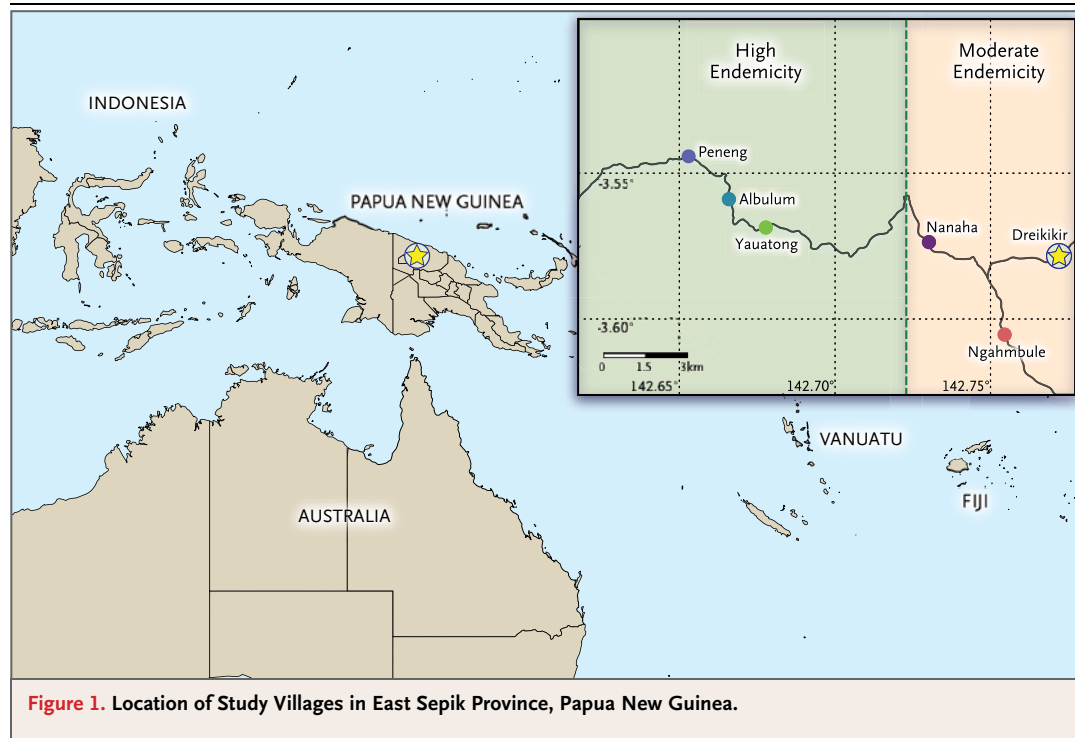 INDONESIA
PAPUA NEW GUINEA
High
Endemicity
Moderate
Endemicity
Peneng
-3.55°
Albulum
Yauatong
Nanaha
Dreikikir
-3.60°
Ngahmbule
0 1.5 3km
142.65° 142.70° 142.75°
VANUATU
FIJI
AUSTRALIA
Figure 1. Location of Study Villages in East Sepik Province, Papua New Guinea.